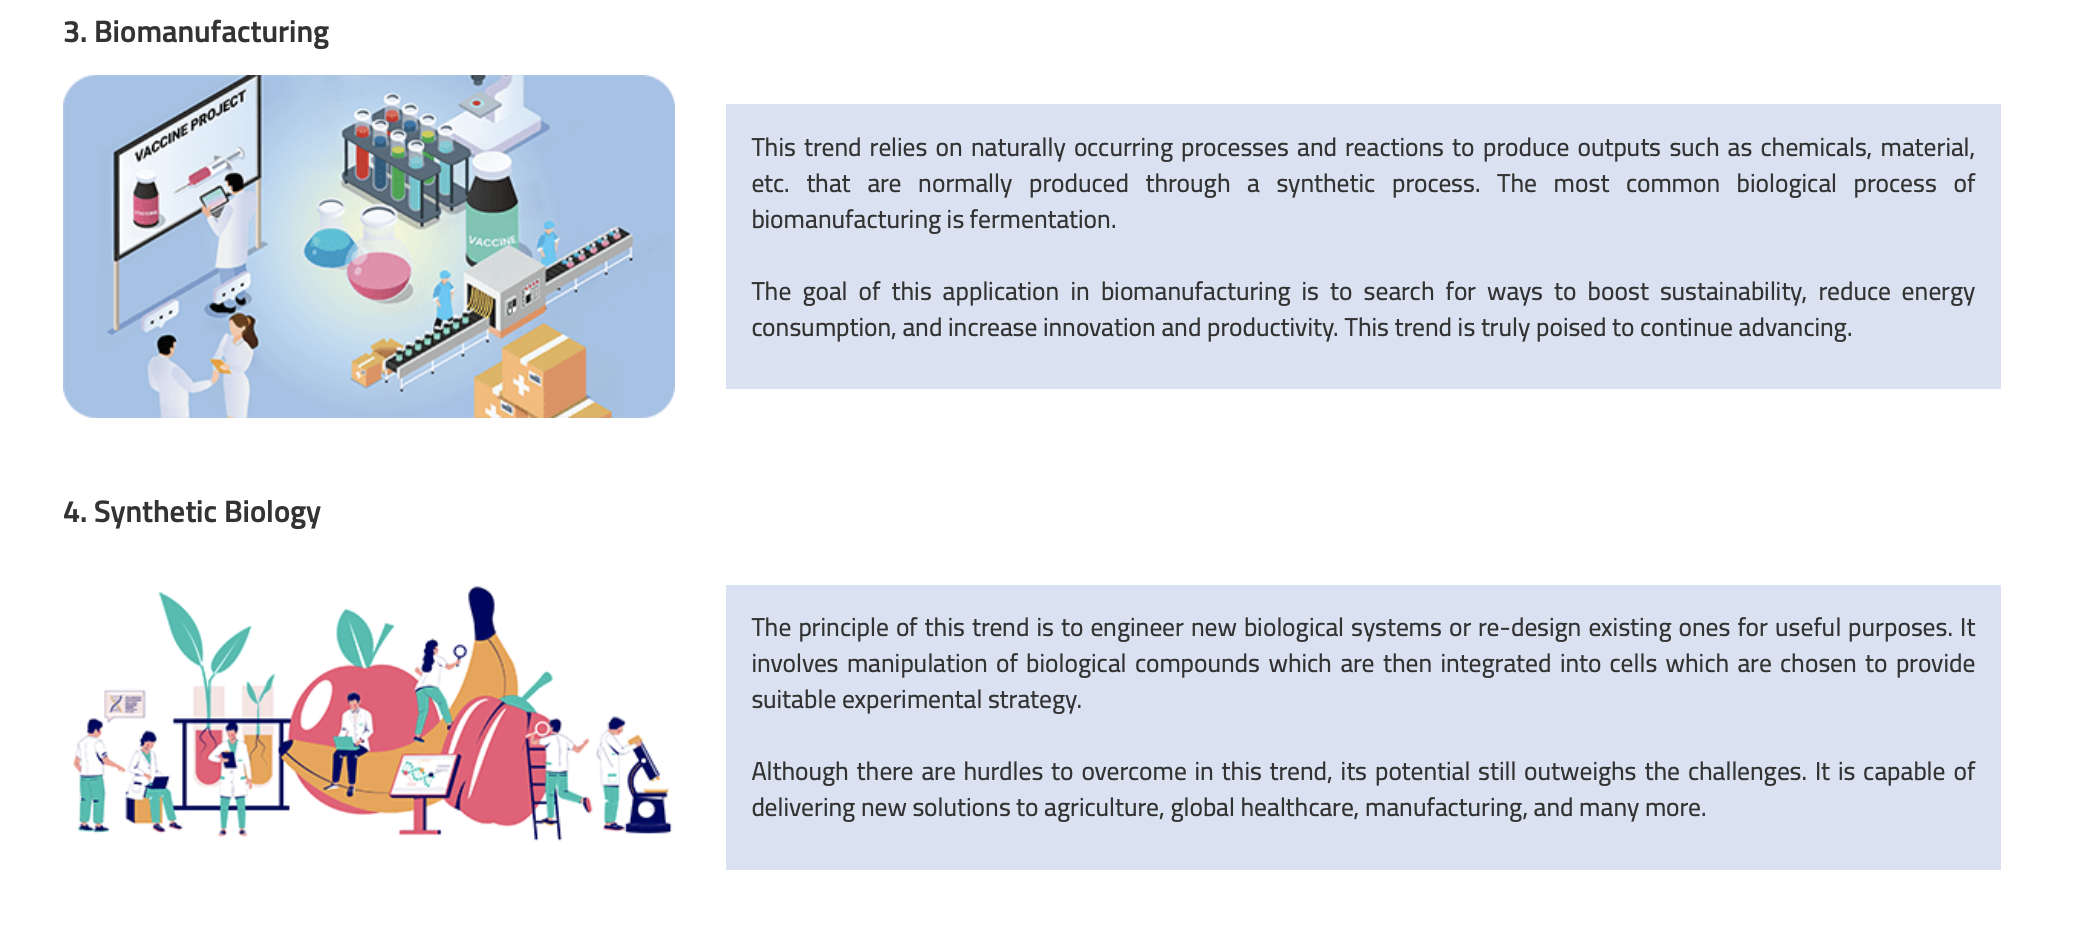 3. Biomanufacturing
VACCINE PROJECT
VACCINE
This trend relies on naturally occurring processes and reactions to produce outputs such as chemicals, material,
etc. that are normally produced through a synthetic process. The most common biological process of
biomanufacturing is fermentation.
The goal of this application in biomanufacturing is to search for ways to boost sustainability, reduce energy
consumption, and increase innovation and productivity. This trend is truly poised to continue advancing.
4. Synthetic Biology
The principle of this trend is to engineer new biological systems or re-design existing ones for useful purposes. It
involves manipulation of biological compounds which are then integrated into cells which are chosen to provide
suitable experimental strategy.
Although there are hurdles to overcome in this trend, its potential still outweighs the challenges. It is capable of
delivering new solutions to agriculture, global healthcare, manufacturing, and many more.